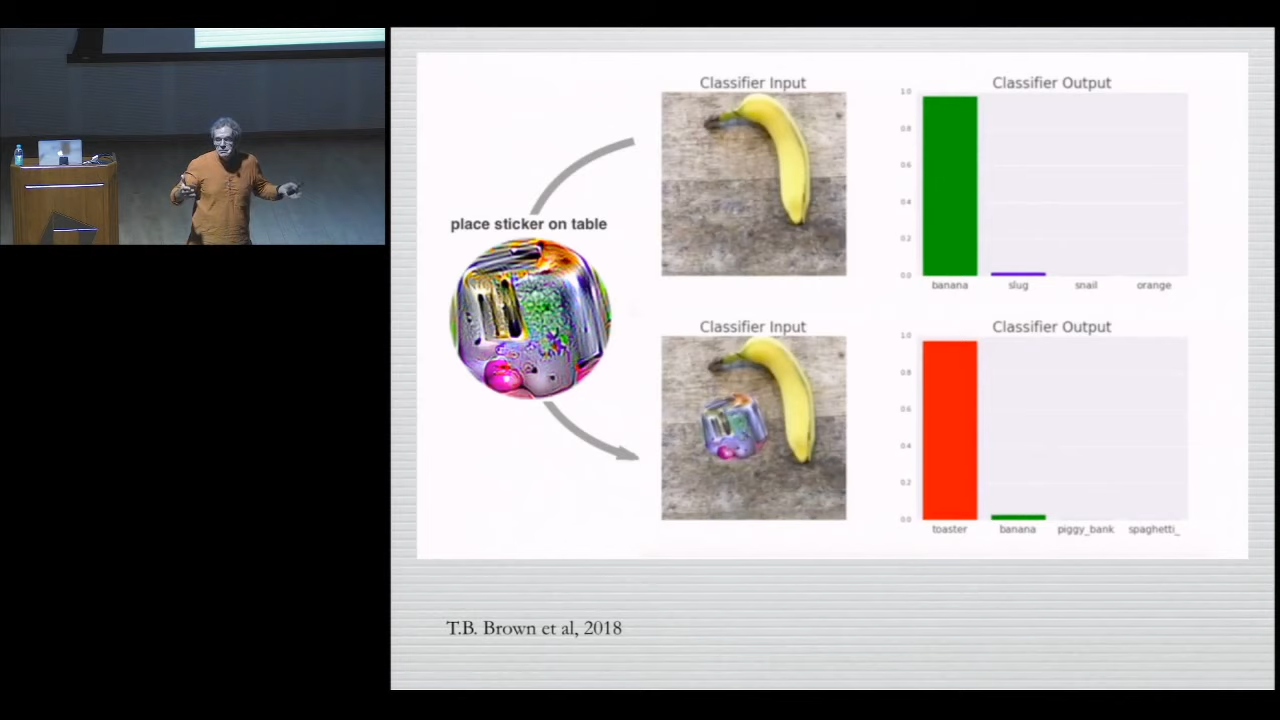 place sticker on table
Classifier Input
Classifier Output
1.0
0.8
0.6
0.4
0.2
0.0
banana slug snail orange
Classifier Input
Classifier Output
1.0
0.8
0.6
0.4
0.2
0.0
toaster banana piggy_bank spaghetti_
T.B. Brown et al, 2018